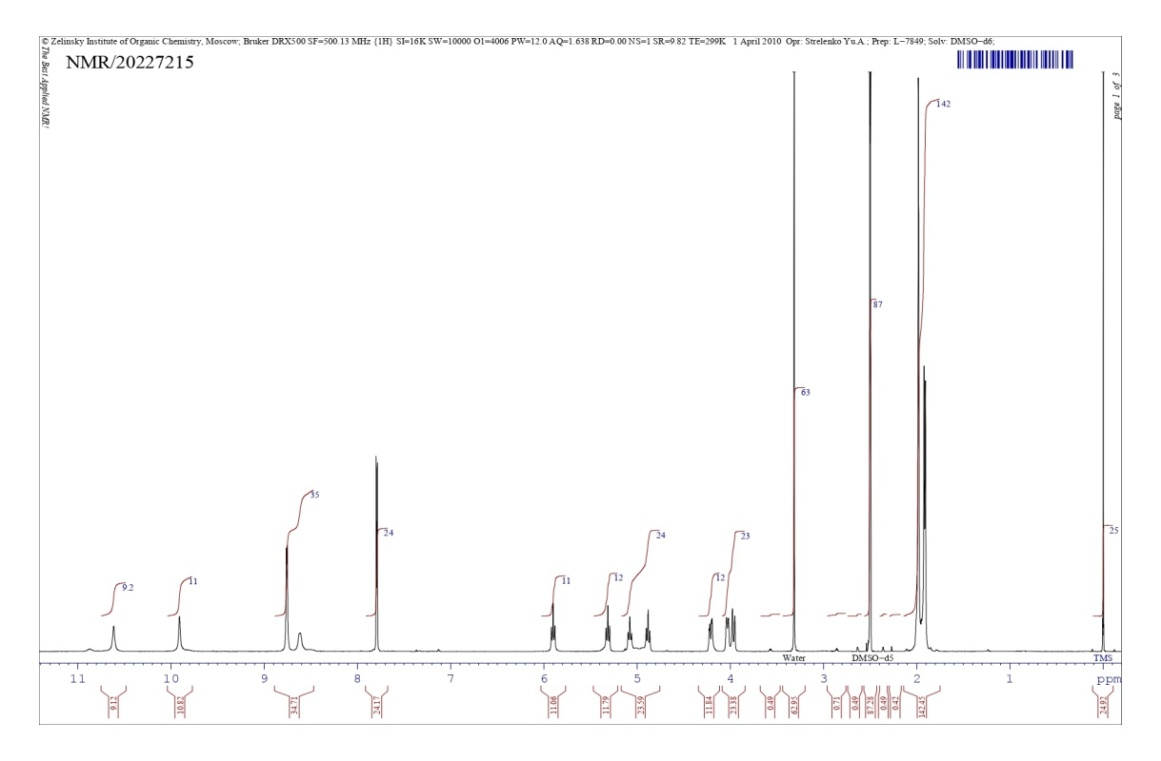 © Zelinsky Institute of Organic Chemistry, Moscow; Bruker DRX500 SF=500.13 MHz {1H} SI=16K SW=10000 O1=4006 PW=12.0 AQ=1.638 RD=0.00 NS=1 SR=9.82 TE=299K 1 April 2010 Opr: Strelenko Yu.A.; Prep: L-7849; Solv: DMSO-d6;
© The Best Applied NMR!
NMR/20227215
page 1 of 3
142
87
63
35
24
25
9.2
11
11
12
24
12
23
Water
DMSO-d5
TMS
11 10 9 8 7 6 5 4 3 2 1 ppm
9.12 10.82 34.71 24.17 11.06 11.79 23.59 11.84 23.38 0.49 62.95 0.71 0.49 87.28 0.49 0.42 142.45 24.92